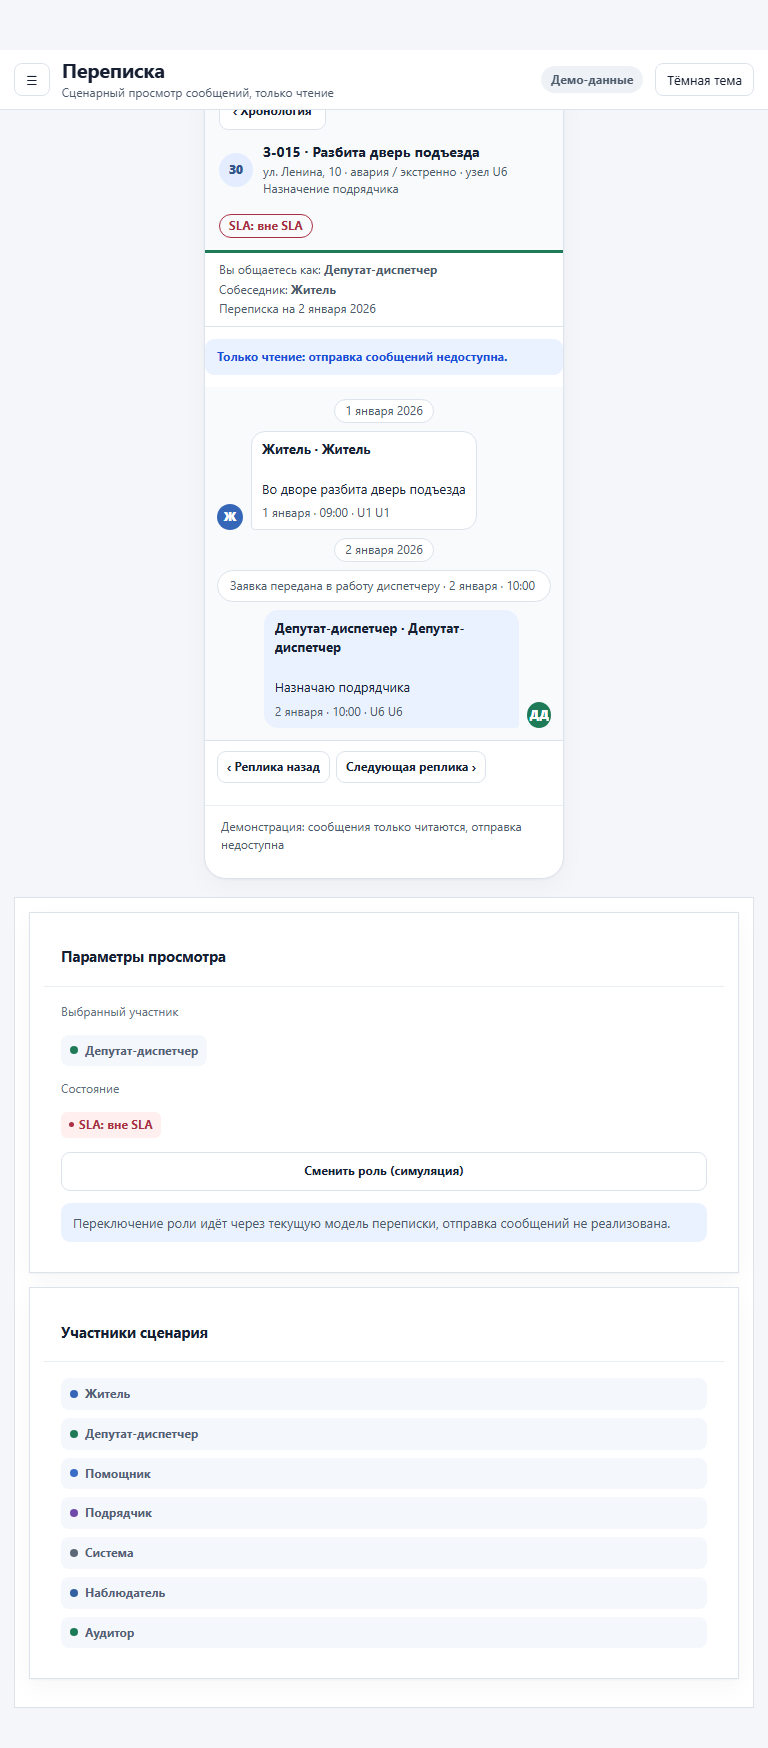 ☰
Переписка
Сценарный просмотр сообщений, только чтение
Демо-данные
Тёмная тема
‹ Хронология
30
З-015 · Разбита дверь подъезда
ул. Ленина, 10 · авария / экстренно · узел U6
Назначение подрядчика
SLA: вне SLA
Вы общаетесь как: Депутат-диспетчер
Собеседник: Житель
Переписка на 2 января 2026
Только чтение: отправка сообщений недоступна.
1 января 2026
Житель · Житель
Во дворе разбита дверь подъезда
1 января · 09:00 · U1 U1
Ж
2 января 2026
Заявка передана в работу диспетчеру · 2 января · 10:00
Депутат-диспетчер · Депутат-
диспетчер
Назначаю подрядчика
2 января · 10:00 · U6 U6
ДД
‹ Реплика назад
Следующая реплика ›
Демонстрация: сообщения только читаются, отправка
недоступна
Параметры просмотра
Выбранный участник
Депутат-диспетчер
Состояние
SLA: вне SLA
Сменить роль (симуляция)
Переключение роли идёт через текущую модель переписки, отправка сообщений не реализована.
Участники сценария
Житель
Депутат-диспетчер
Помощник
Подрядчик
Система
Наблюдатель
Аудитор